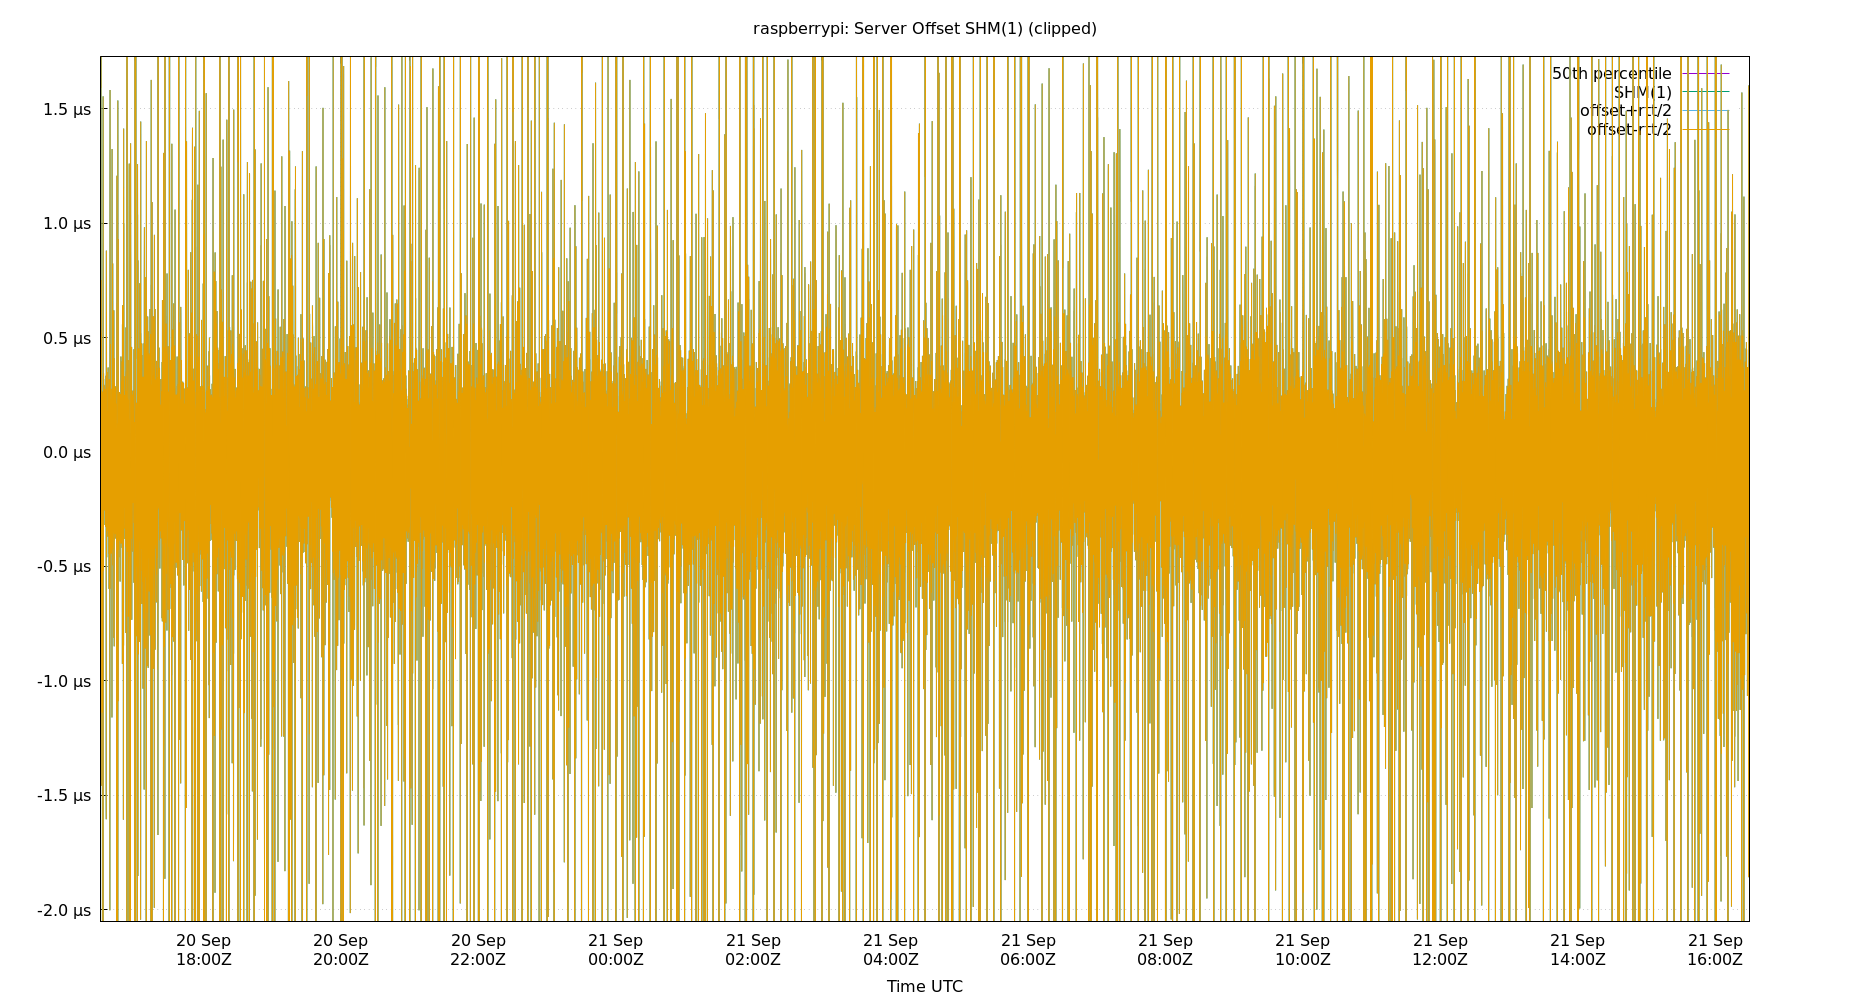 raspberrypi: Server Offset SHM(1) (clipped)
50th percentile
SHM(1)
offset+rtt/2
offset-rtt/2
1.5 µs
1.0 µs
0.5 µs
0.0 µs
-0.5 µs
-1.0 µs
-1.5 µs
-2.0 µs
20 Sep 20 Sep 20 Sep 21 Sep 21 Sep 21 Sep 21 Sep 21 Sep 21 Sep 21 Sep 21 Sep 21 Sep
18:00Z 20:00Z 22:00Z 00:00Z 02:00Z 04:00Z 06:00Z 08:00Z 10:00Z 12:00Z 14:00Z 16:00Z
Time UTC